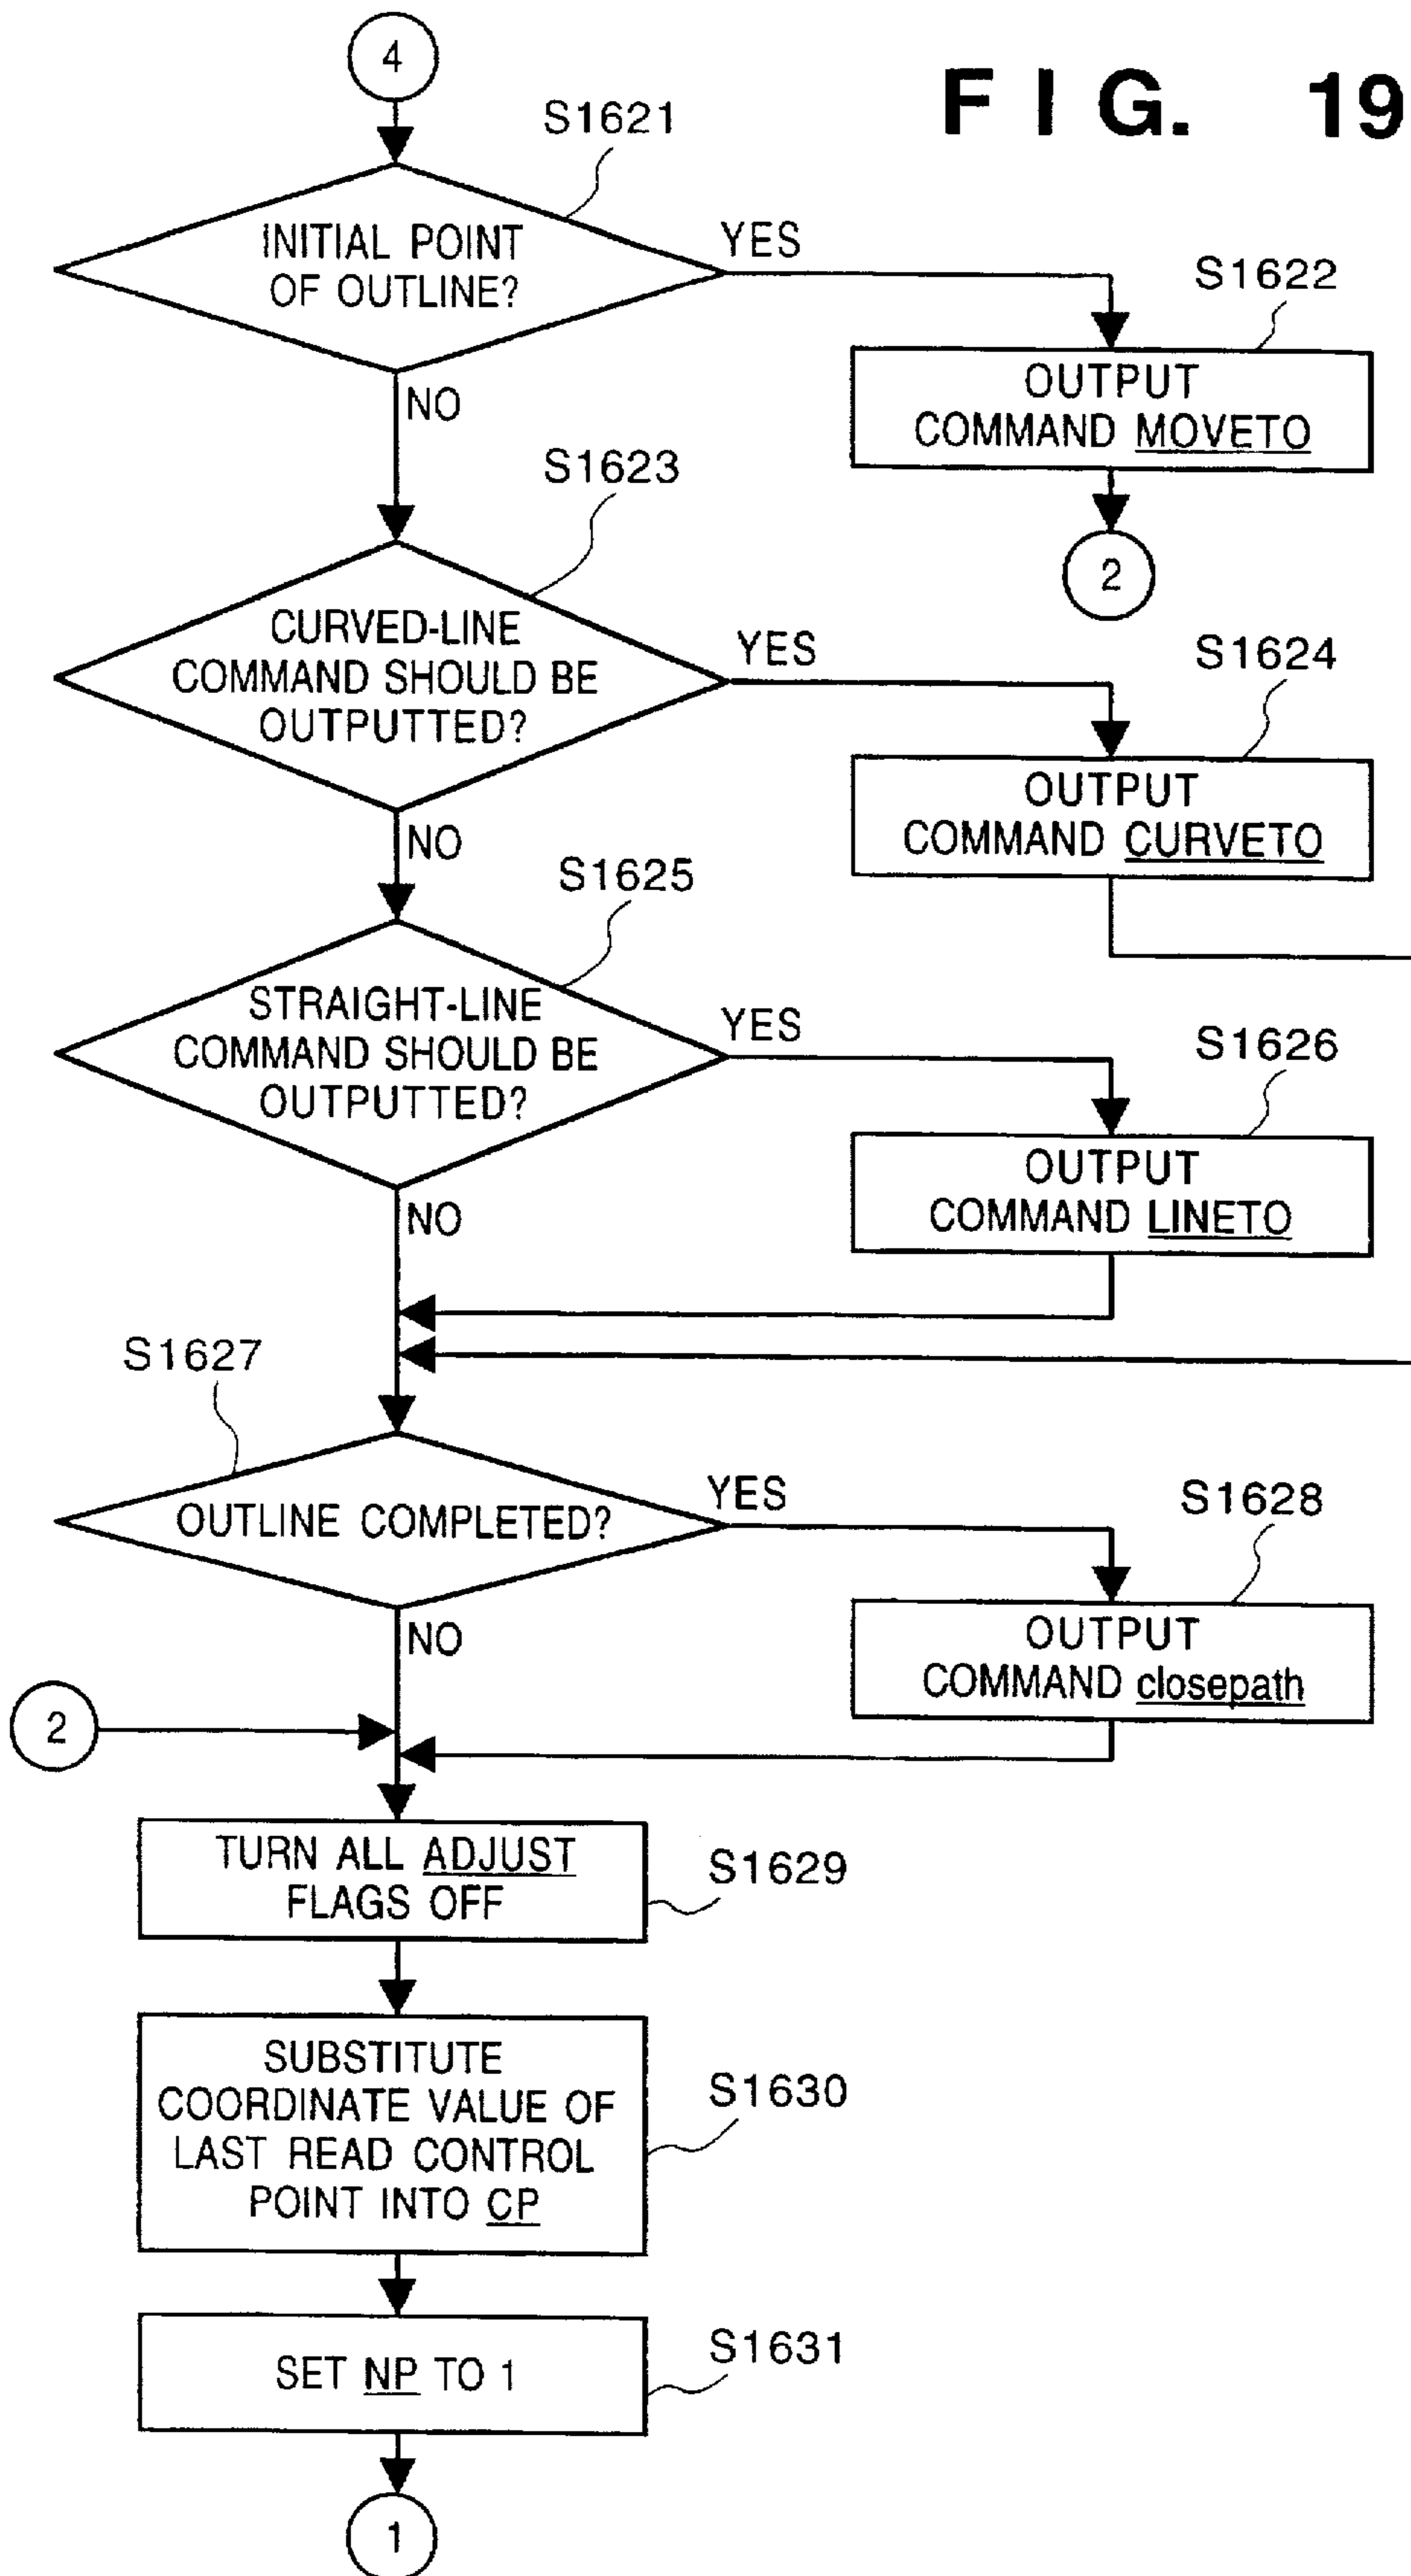 4
FIG. 19
S1621
INITIAL POINT
OF OUTLINE?
YES
S1622
OUTPUT
COMMAND MOVETO
2
NO
S1623
CURVED-LINE
COMMAND SHOULD BE
OUTPUTTED?
YES
S1624
OUTPUT
COMMAND CURVETO
NO
S1625
STRAIGHT-LINE
COMMAND SHOULD BE
OUTPUTTED?
YES
S1626
OUTPUT
COMMAND LINETO
NO
S1627
OUTLINE COMPLETED?
YES
S1628
OUTPUT
COMMAND closepath
NO
2
TURN ALL ADJUST
FLAGS OFF
S1629
SUBSTITUTE
COORDINATE VALUE OF
LAST READ CONTROL
POINT INTO CP
S1630
SET NP TO 1
S1631
1